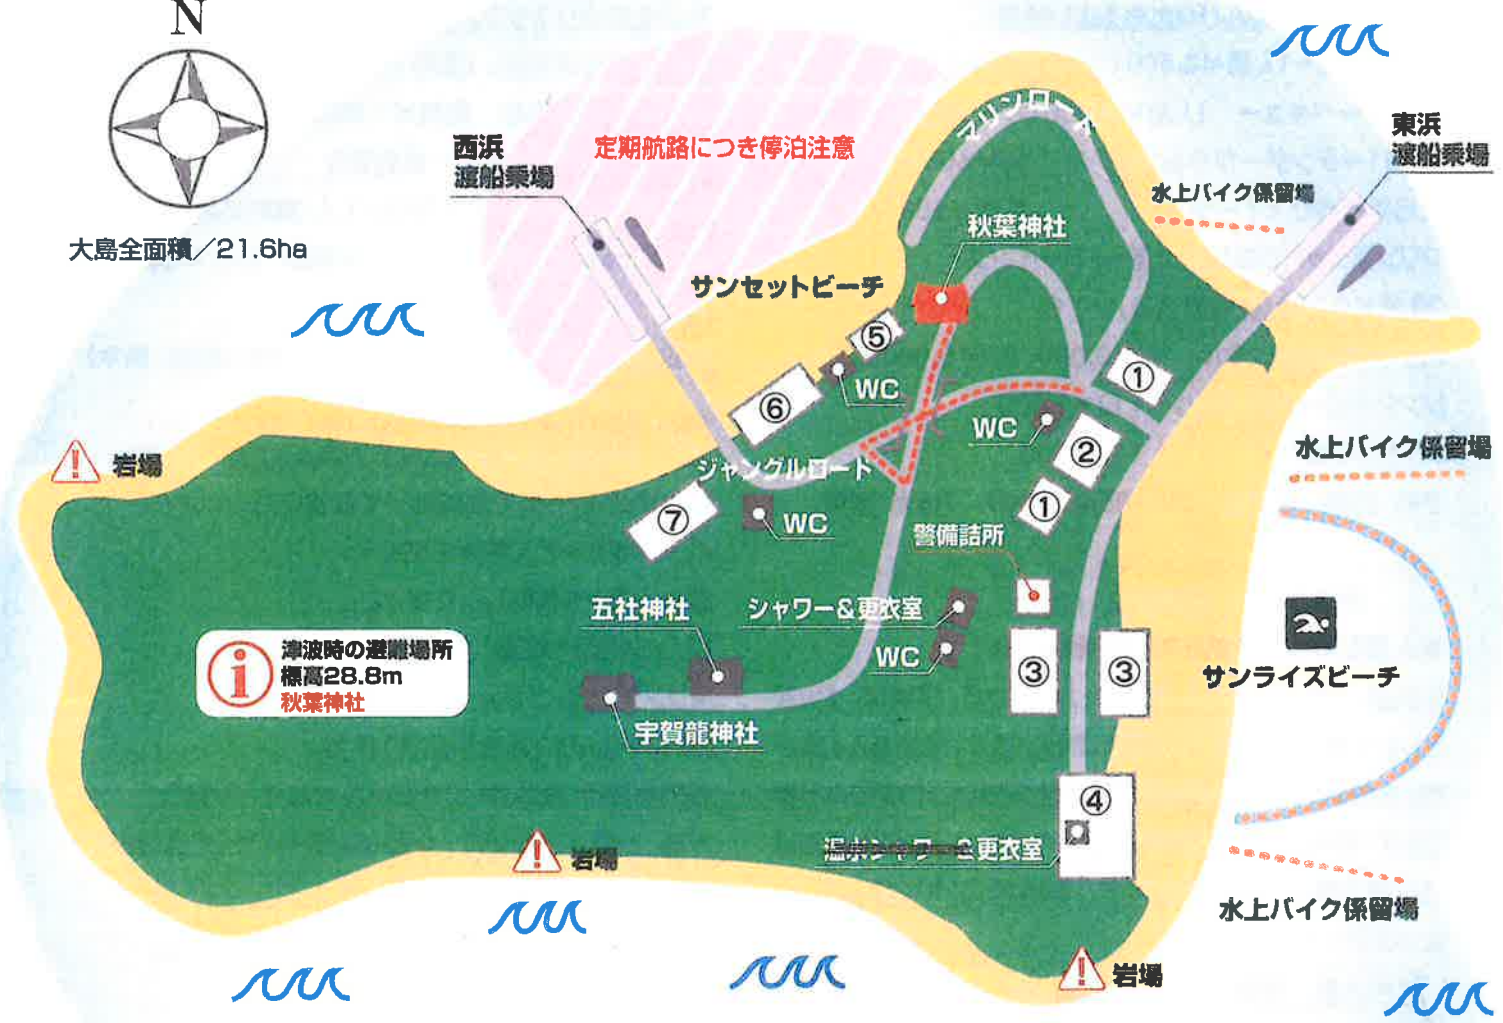 N
大島全面積／21.6ha
西浜
渡船乗場
定期航路につき停泊注意
マリンロード
東浜
渡船乗場
水上バイク係留場
秋葉神社
サンセットビーチ
⑤
WC
⑥
①
WC
②
水上バイク係留場
岩場
ジャングルロード
⑦
WC
①
警備詰所
五社神社
シャワー&更衣室
WC
③
③
サンライズビーチ
津波時の避難場所
標高28.8m
秋葉神社
宇賀龍神社
④
温水シャワー&更衣室
岩場
水上バイク係留場
岩場